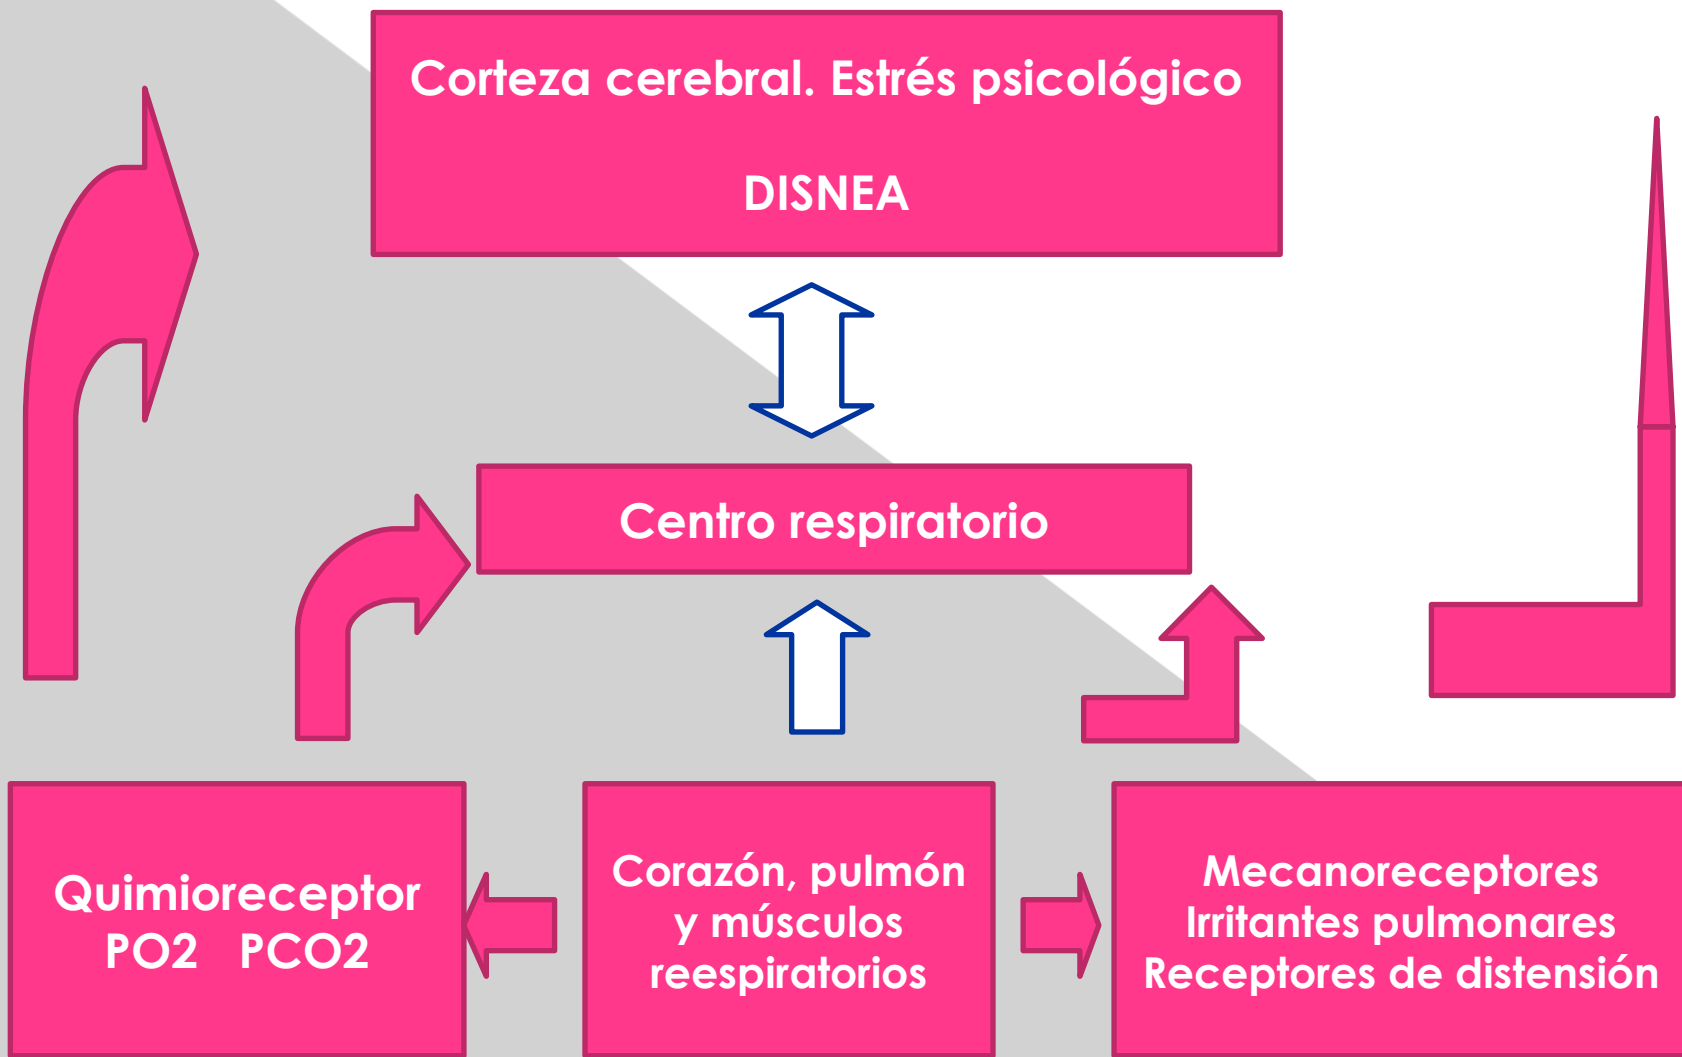 Corteza cerebral. Estrés psicológico
DISNEA
Centro respiratorio
Quimioreceptor
PO2 PCO2
Corazón, pulmón
y músculos
reespiratorios
Mecanoreceptores
Irritantes pulmonares
Receptores de distensión